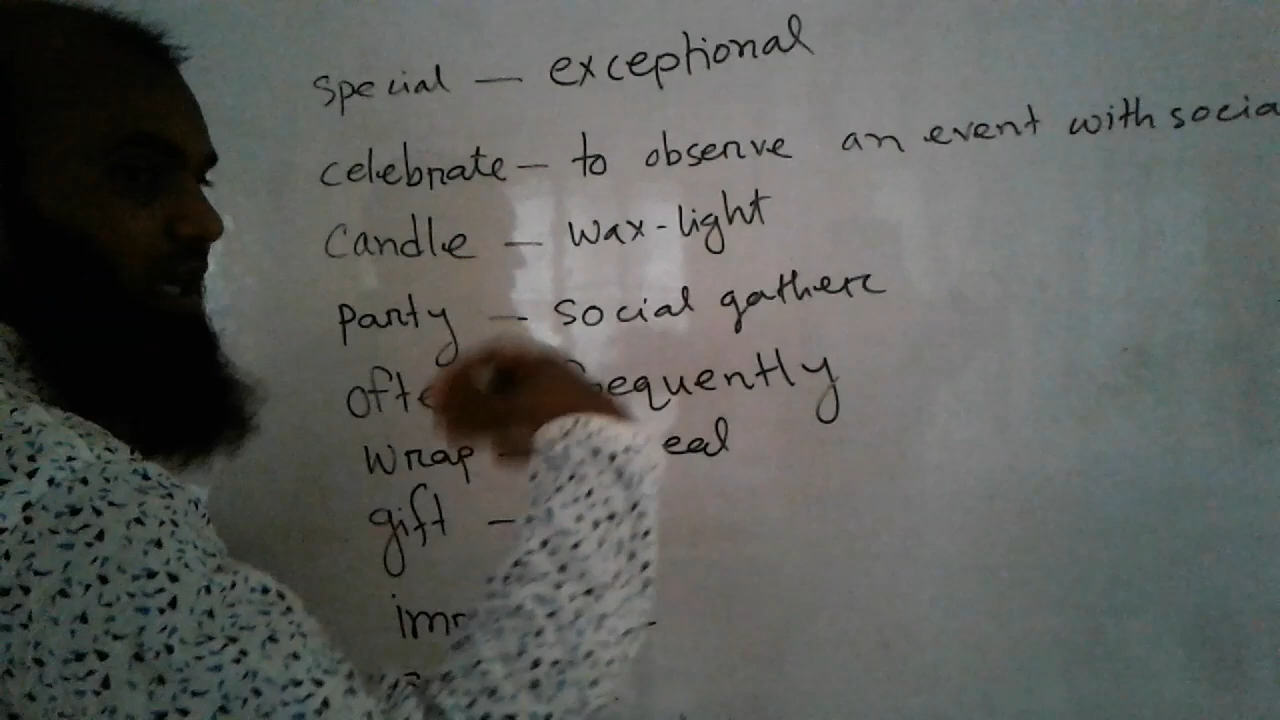 special — exceptional
celebrate — to observe an event with socia
candle — wax-light
party — social gather
ofte equently
wrap — eal
gift —
im